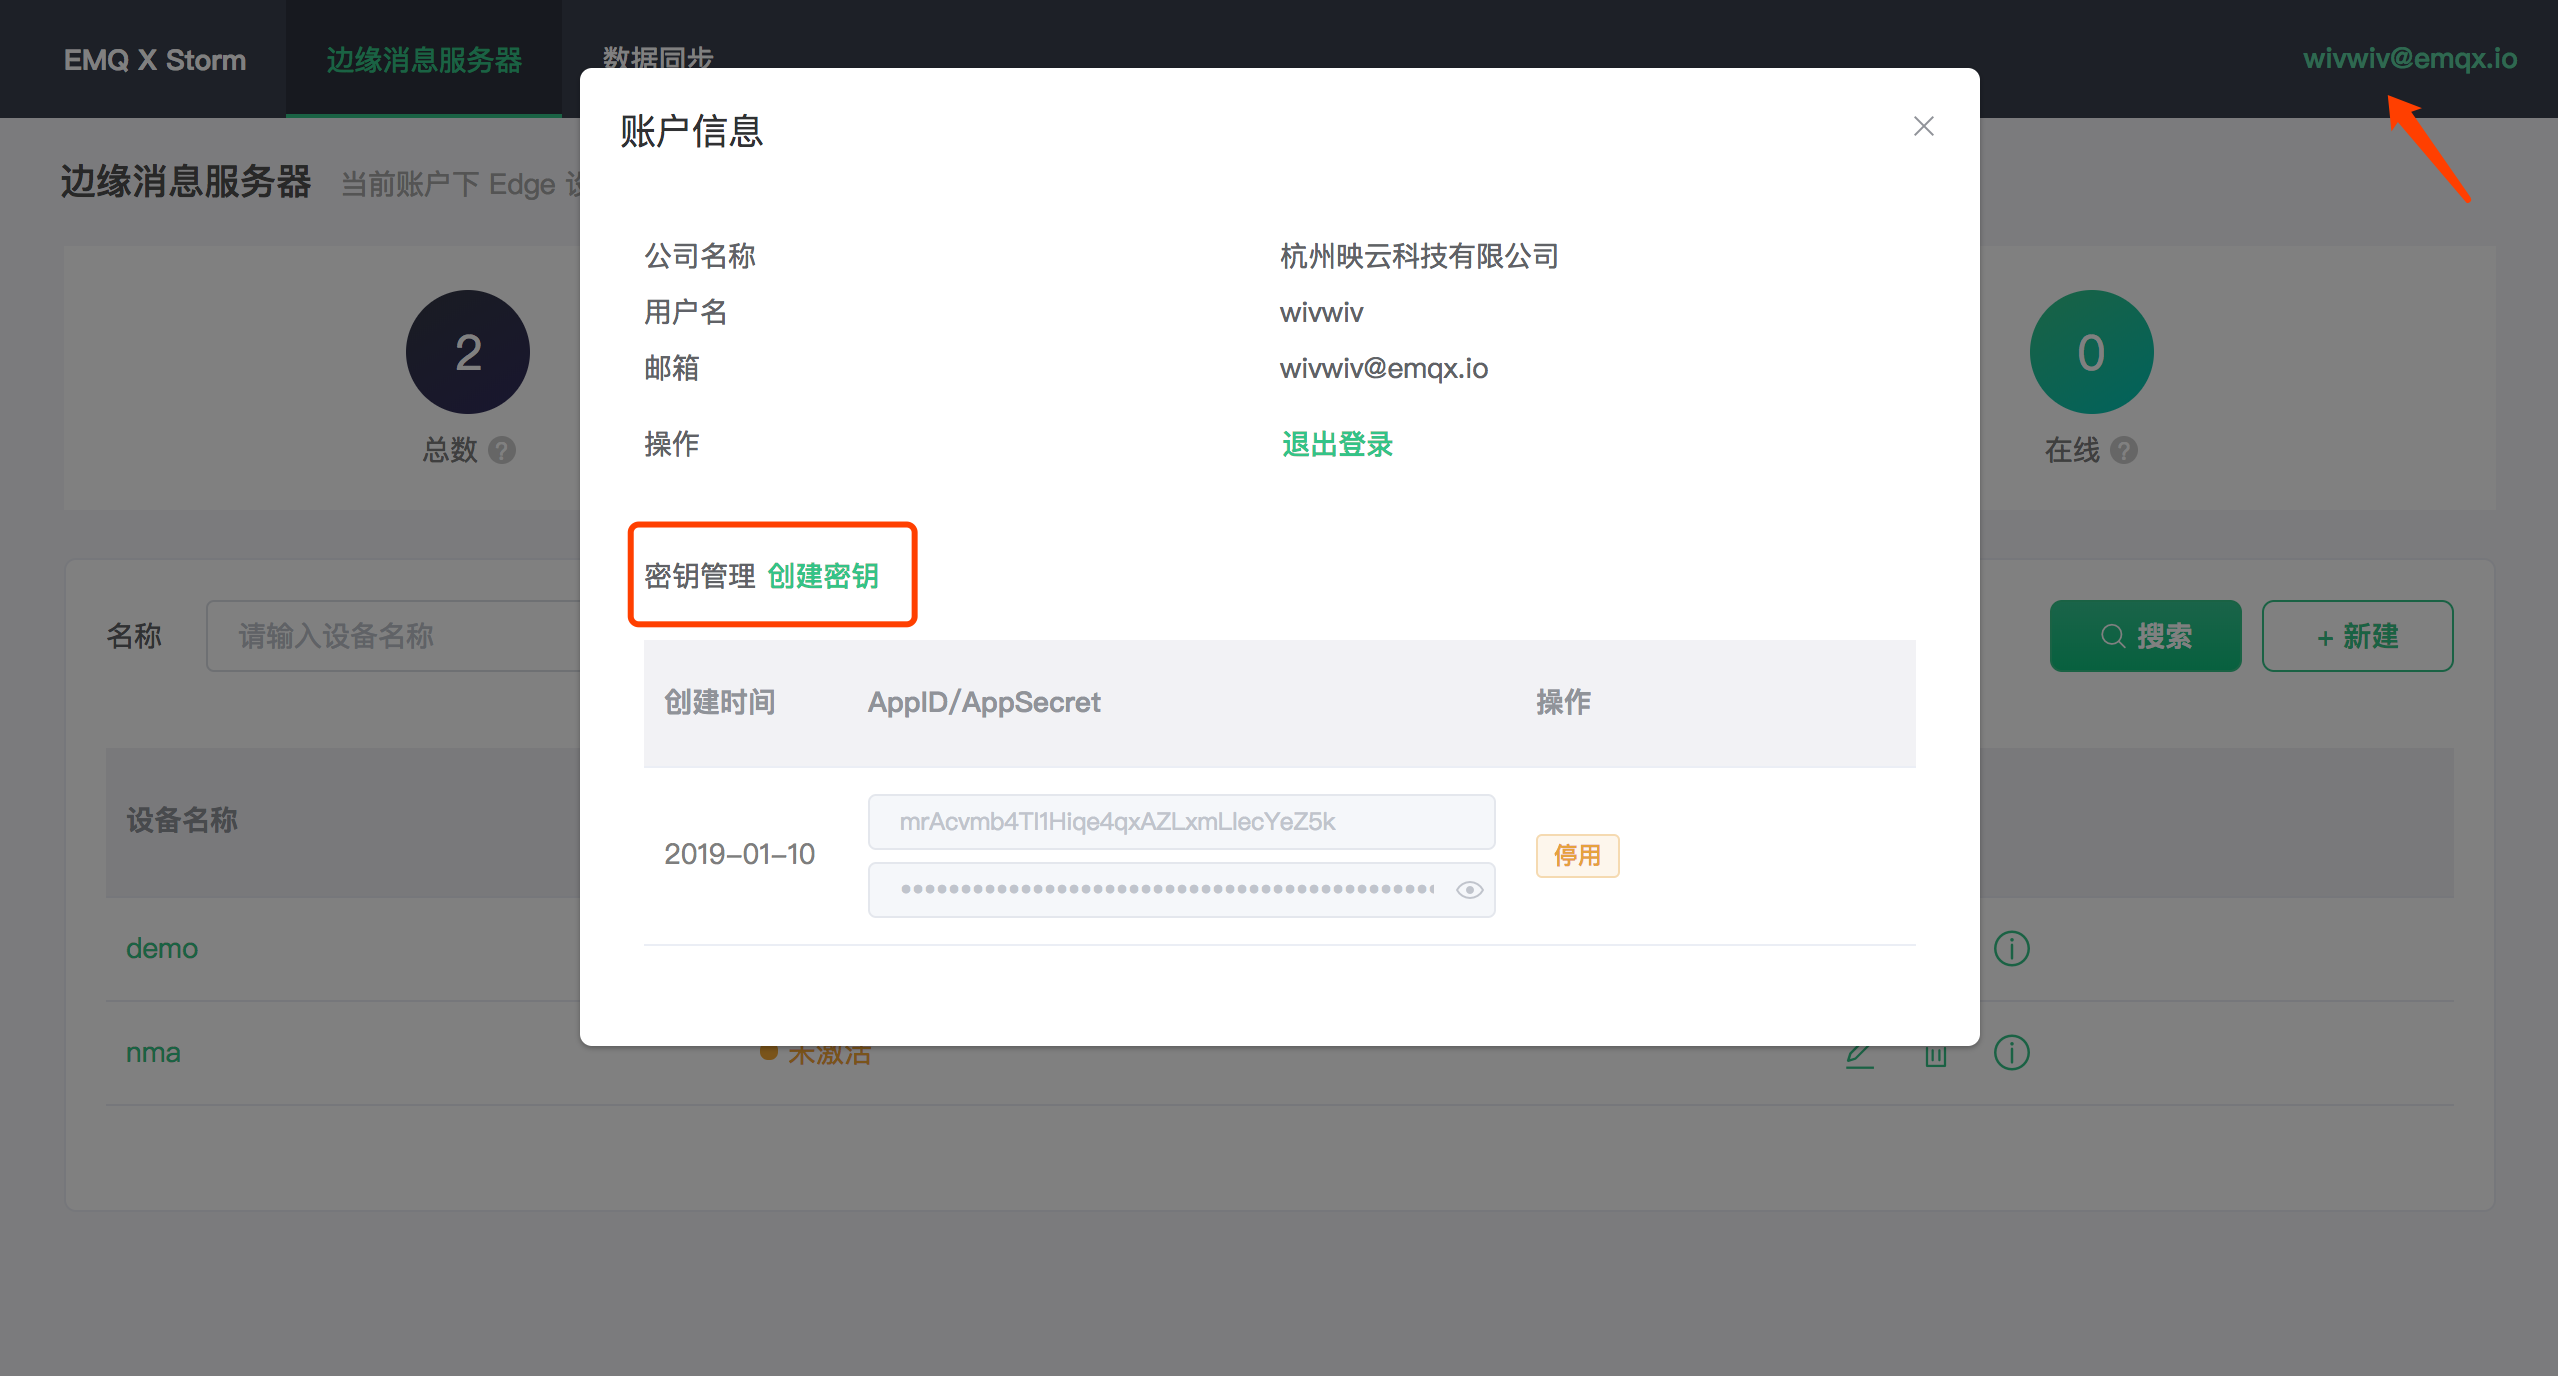 EMQ X Storm
边缘消息服务器
数据同步
wivwiv@emqx.io
边缘消息服务器
当前账户下 Edge
2
总数 ?
0
在线 ?
名称
请输入设备名称
搜索
+ 新建
设备名称
demo
nma
未激活
账户信息
公司名称
杭州映云科技有限公司
用户名
wivwiv
邮箱
wivwiv@emqx.io
操作
退出登录
密钥管理 创建密钥
创建时间
AppID/AppSecret
操作
2019-01-10
停用